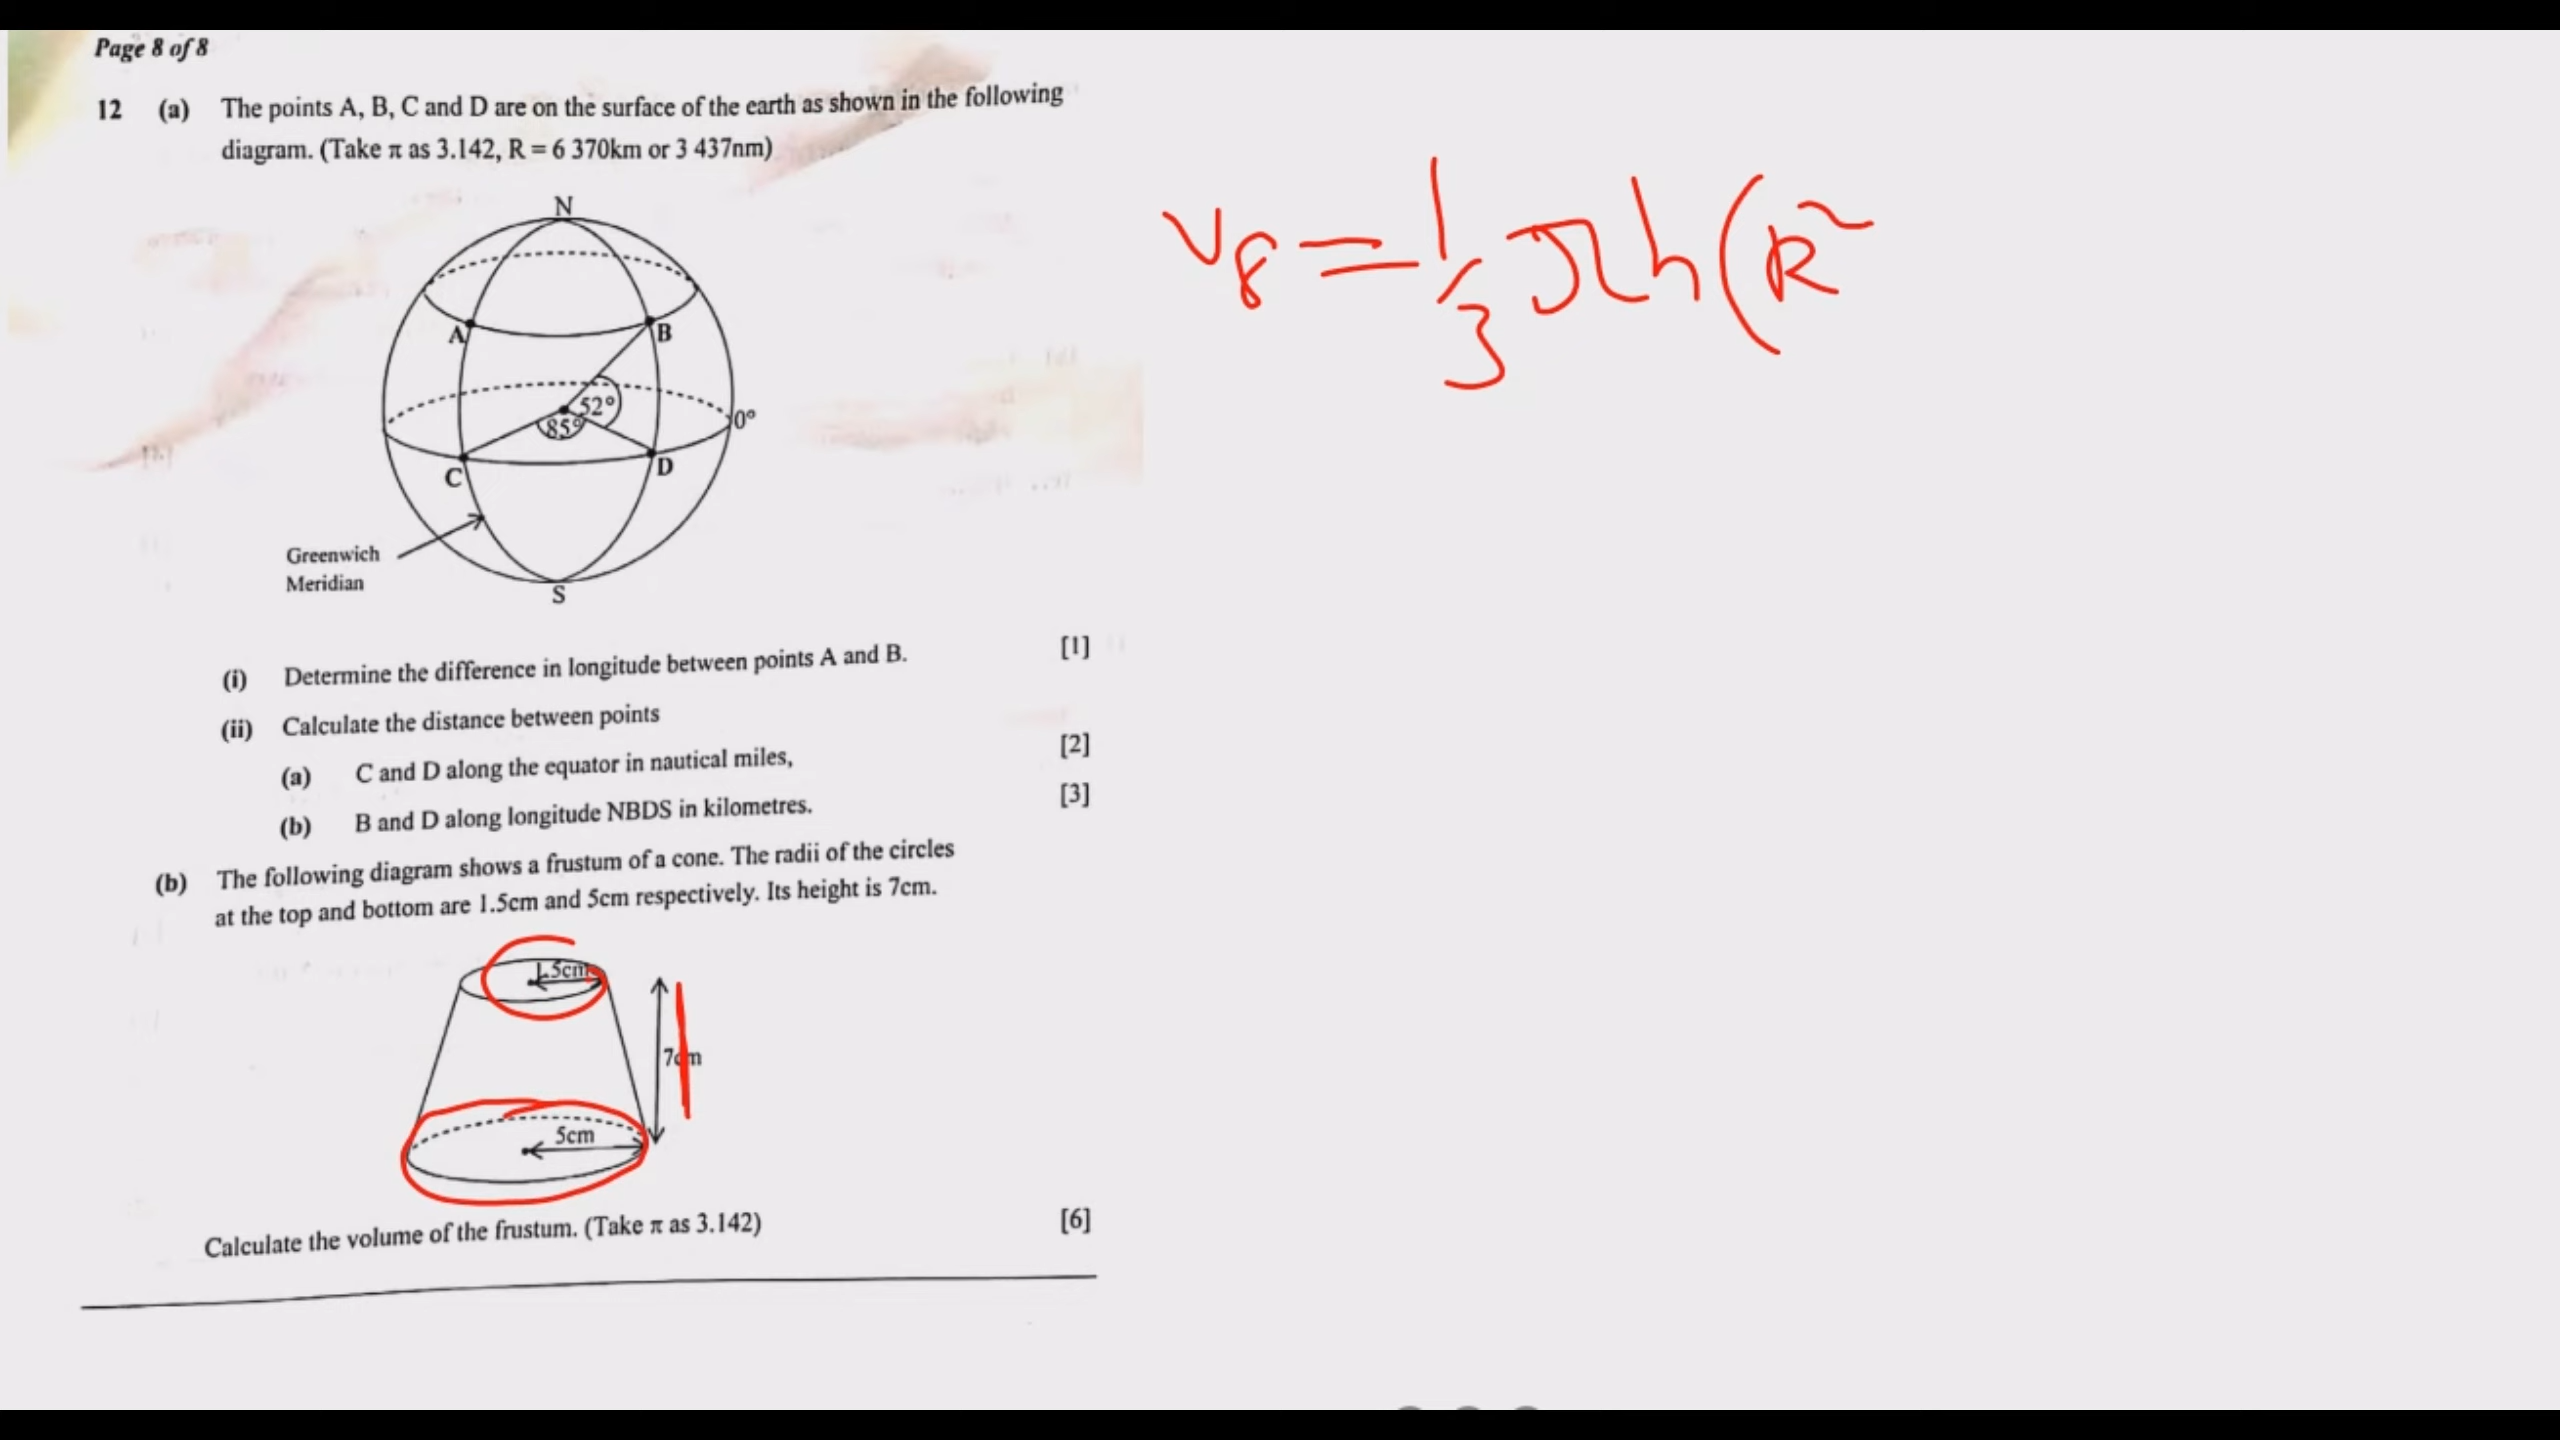 Page 8 of 8
12 (a) The points A, B, C and D are on the surface of the earth as shown in the following
diagram. (Take π as 3.142, R = 6 370km or 3 437nm)
N
A
B
52°
85°
0°
C
D
Greenwich
Meridian
S
(i) Determine the difference in longitude between points A and B. [1]
(ii) Calculate the distance between points
(a) C and D along the equator in nautical miles, [2]
(b) B and D along longitude NBDS in kilometres. [3]
(b) The following diagram shows a frustum of a cone. The radii of the circles
at the top and bottom are 1.5cm and 5cm respectively. Its height is 7cm.
1.5cm
7cm
5cm
Calculate the volume of the frustum. (Take π as 3.142) [6]
V = 1/3 πh(R²